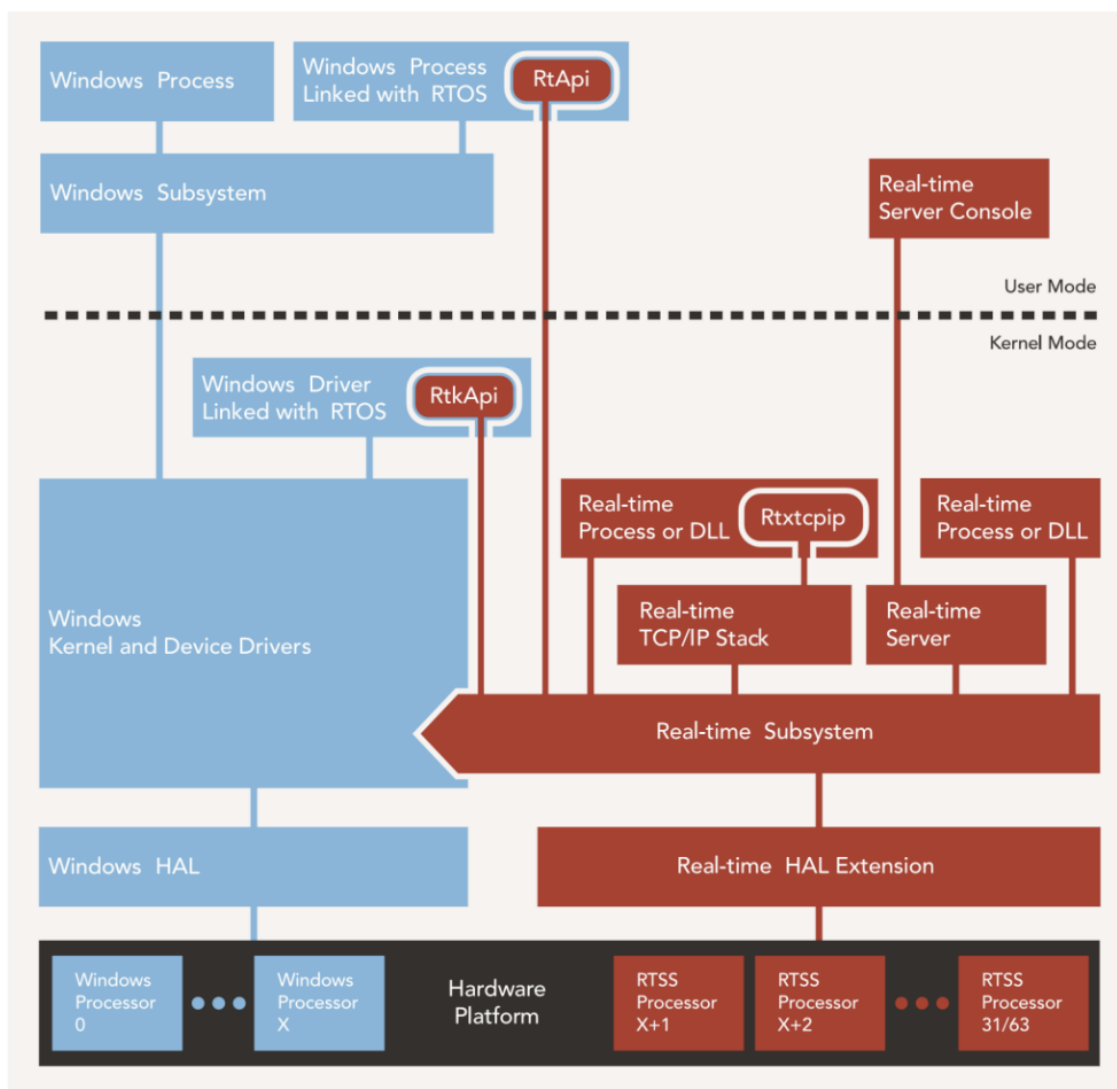 Windows Process
Windows Process
Linked with RTOS
RtApi
Windows Subsystem
Real-time
Server Console
User Mode
Kernel Mode
Windows Driver
Linked with RTOS
RtkApi
Real-time
Process or DLL
Rtxtcpip
Real-time
Process or DLL
Windows
Kernel and Device Drivers
Real-time
TCP/IP Stack
Real-time
Server
Real-time Subsystem
Windows HAL
Real-time HAL Extension
Windows
Processor
0
Windows
Processor
X
Hardware
Platform
RTSS
Processor
X+1
RTSS
Processor
X+2
RTSS
Processor
31/63